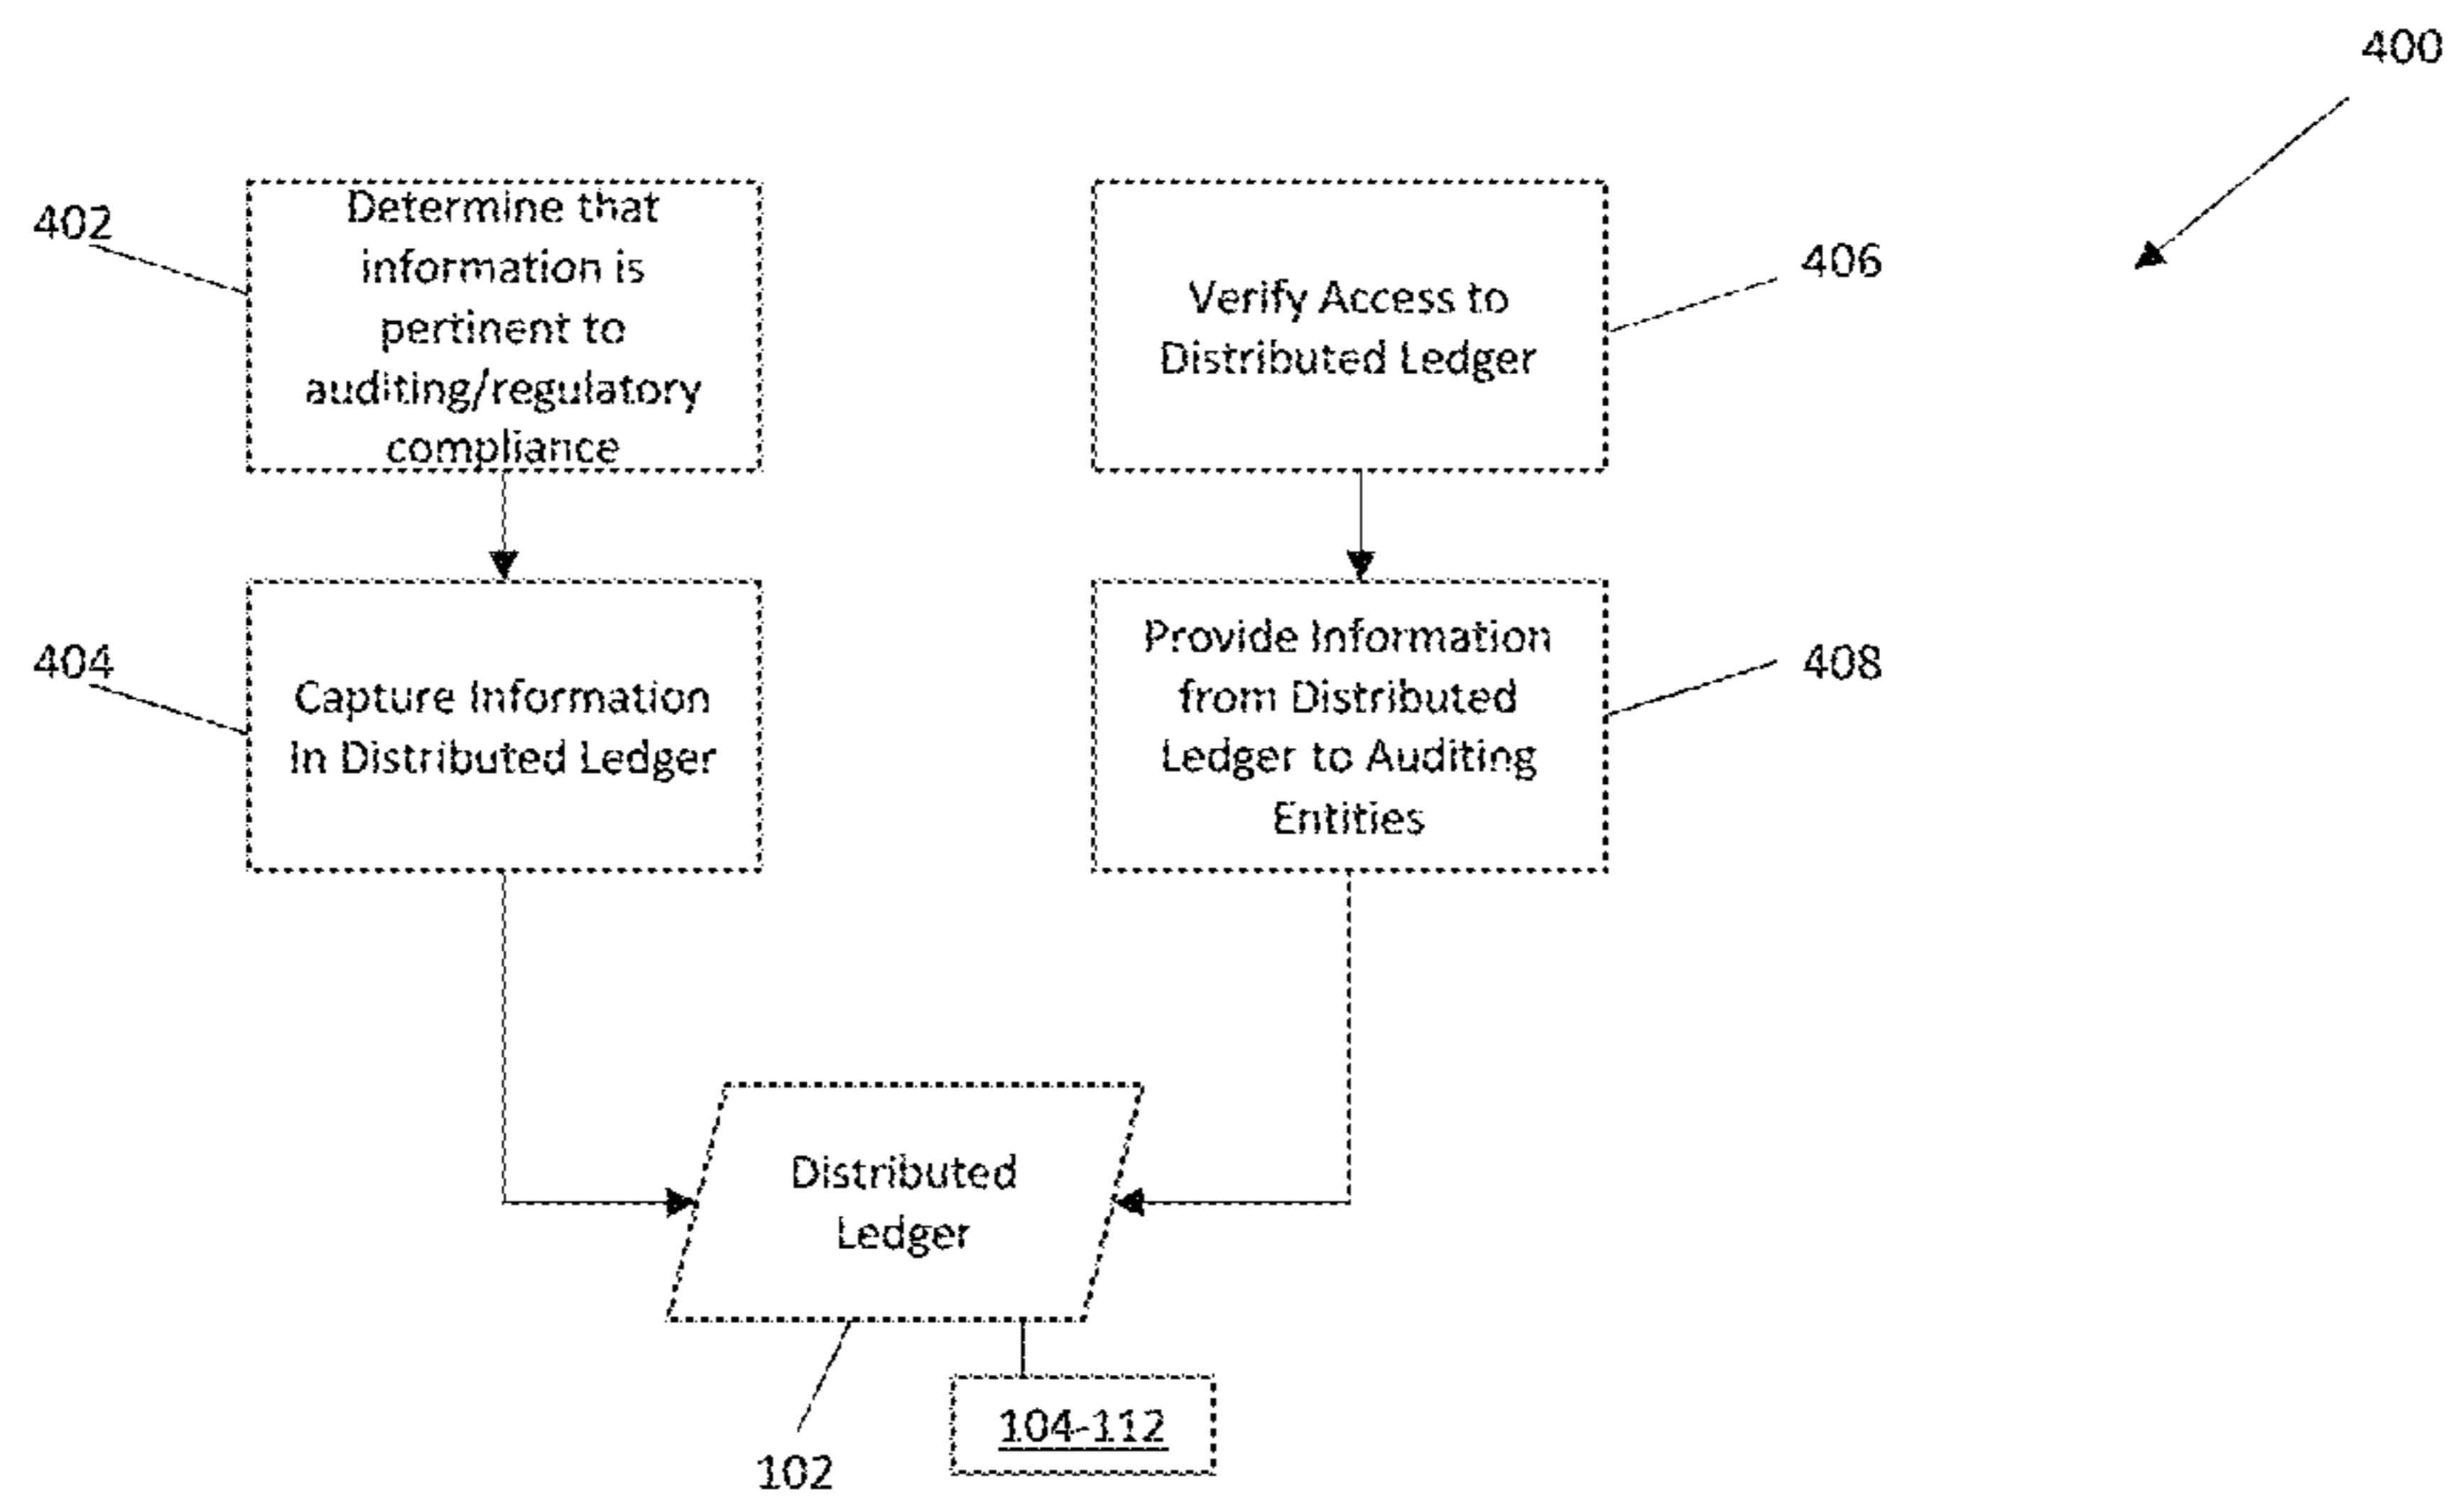 400
402
Determine that
information is
pertinent to
auditing/regulatory
compliance
Verify Access to
Distributed Ledger
406
404
Capture Information
In Distributed Ledger
Provide Information
from Distributed
Ledger to Auditing
Entities
408
Distributed
Ledger
104-112
102